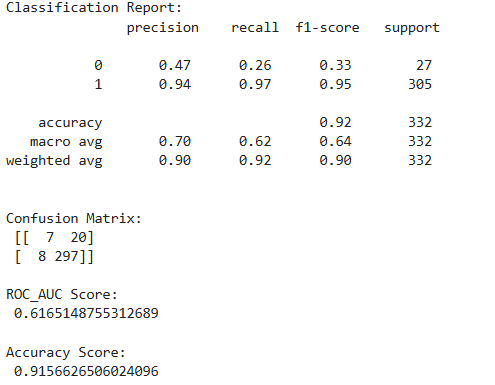 Classification Report:
precision recall f1-score support
0 0.47 0.26 0.33 27
1 0.94 0.97 0.95 305
accuracy 0.92 332
macro avg 0.70 0.62 0.64 332
weighted avg 0.90 0.92 0.90 332
Confusion Matrix:
[[ 7 20]
[ 8 297]]
ROC_AUC Score:
0.6165148755312689
Accuracy Score:
0.9156626506024096